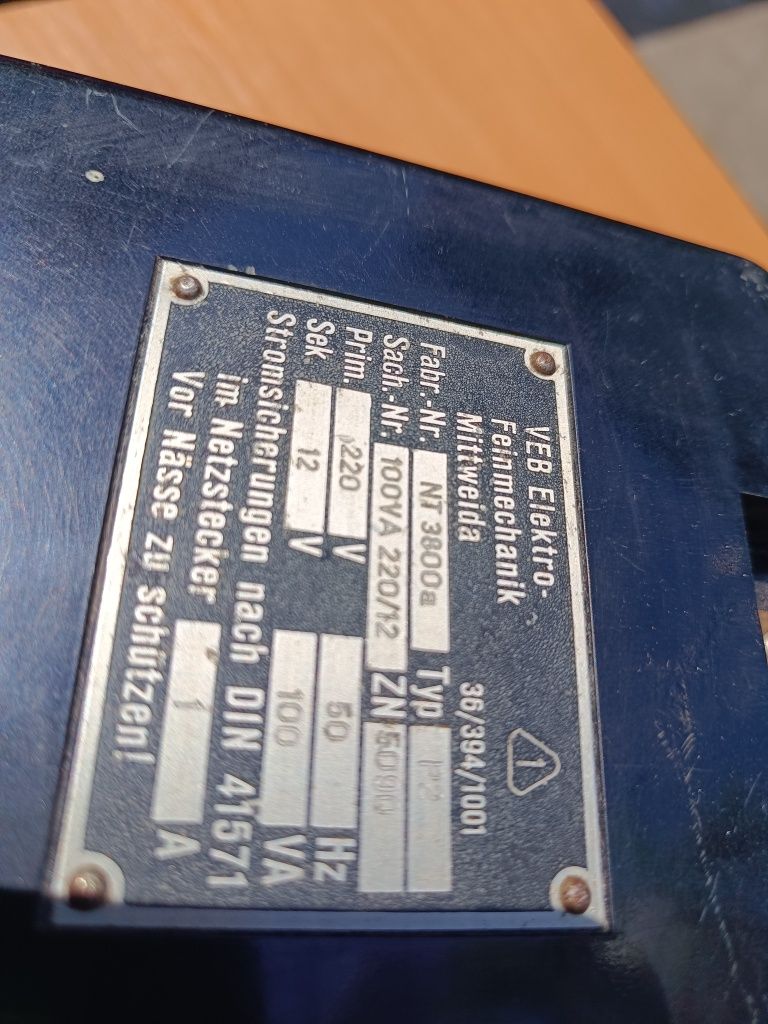 VEB Elektro-
Feinmechanik
Mittweida
1
36/394/1001
Fabr.-Nr. NT 3800a Typ
Sach.-Nr. 100VA 220/12 ZN
Prim. 220 V 50 Hz
Sek. 12 V 100 VA
Stromsicherungen nach DIN 41571
im Netzstecker 1 A
Vor Nässe zu schützen!